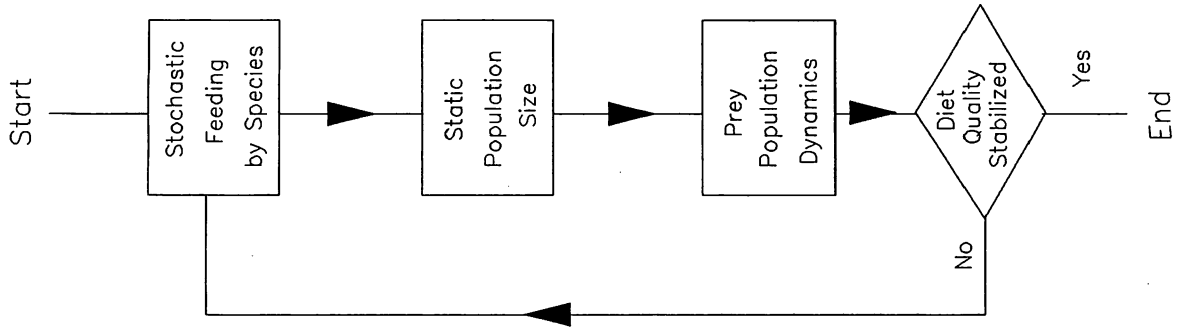 Start
Stochastic
Feeding
by Species
Static
Population
Size
Prey
Population
Dynamics
Diet
Quality
Stabilized
No
Yes
End